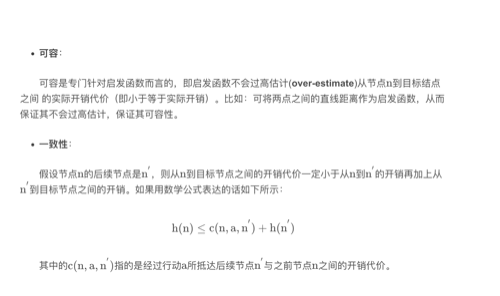 • 可容：
可容是专门针对启发函数而言的，即启发函数不会过高估计(over-estimate)从节点n到目标结点
之间 的实际开销代价（即小于等于实际开销）。比如：可将两点之间的直线距离作为启发函数，从而
保证其不会过高估计，保证其可容性。
• 一致性：
假设节点n的后续节点是n′，则从n到目标节点之间的开销代价一定小于从n到n′的开销再加上从
n′到目标节点之间的开销。如果用数学公式表达的话如下所示：
h(n) ≤ c(n, a, n′) + h(n′)
其中的c(n, a, n′)指的是经过行动a所抵达后续节点n′与之前节点n之间的开销代价。